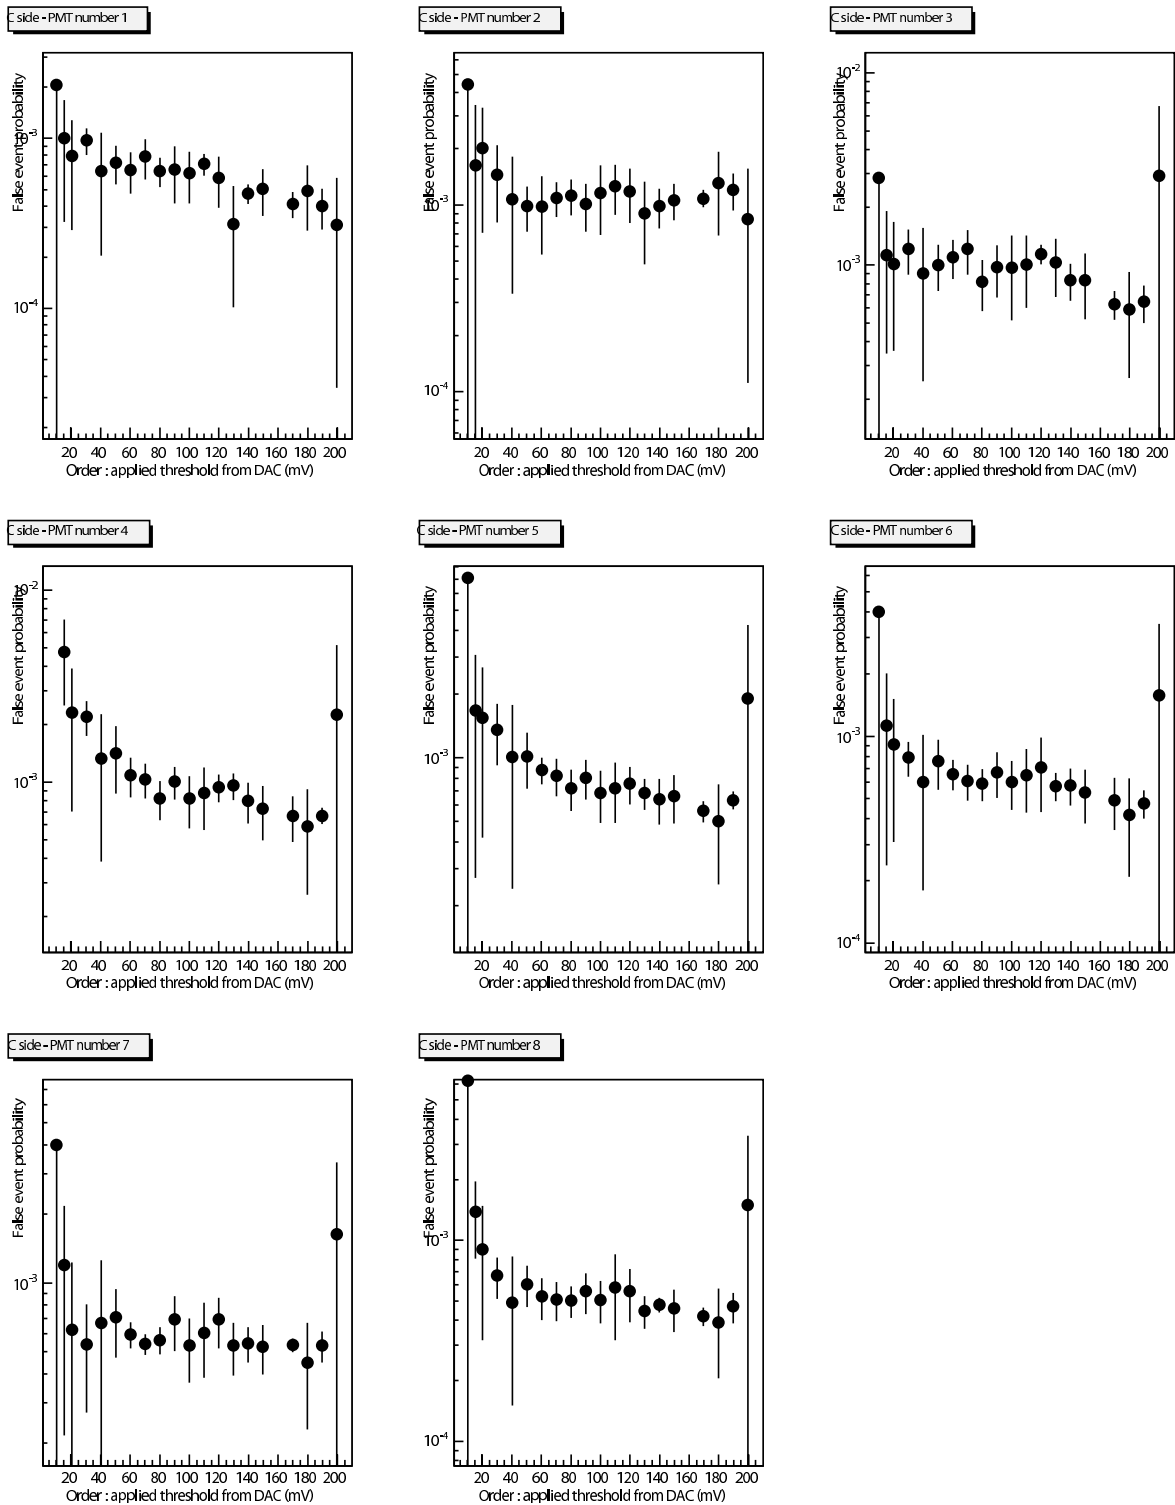 C side - PMT number 1
C side - PMT number 2
C side - PMT number 3
False event probability
10-3
10-4
20 40 60 80 100 120 140 160 180 200
Order : applied threshold from DAC (mV)
False event probability
10-3
10-4
20 40 60 80 100 120 140 160 180 200
Order : applied threshold from DAC (mV)
False event probability
10-2
10-3
20 40 60 80 100 120 140 160 180 200
Order : applied threshold from DAC (mV)
C side - PMT number 4
C side - PMT number 5
C side - PMT number 6
False event probability
10-2
10-3
20 40 60 80 100 120 140 160 180 200
Order : applied threshold from DAC (mV)
False event probability
10-3
20 40 60 80 100 120 140 160 180 200
Order : applied threshold from DAC (mV)
False event probability
10-3
10-4
20 40 60 80 100 120 140 160 180 200
Order : applied threshold from DAC (mV)
C side - PMT number 7
C side - PMT number 8
False event probability
10-3
20 40 60 80 100 120 140 160 180 200
Order : applied threshold from DAC (mV)
False event probability
10-3
10-4
20 40 60 80 100 120 140 160 180 200
Order : applied threshold from DAC (mV)